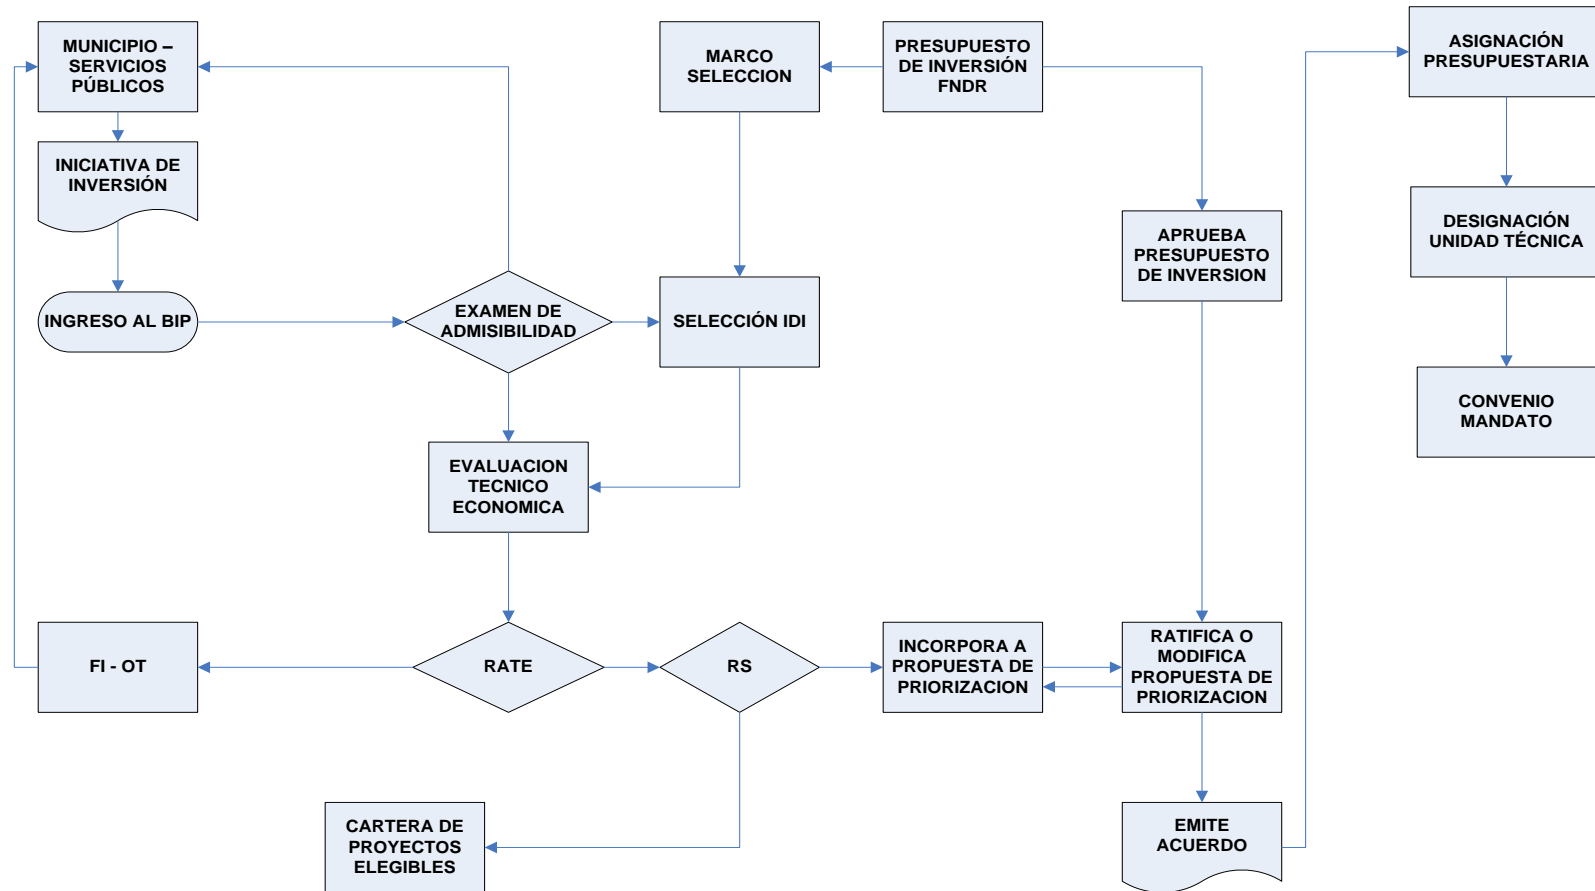 MUNICIPIO –
SERVICIOS
PÚBLICOS
MARCO
SELECCION
PRESUPUESTO
DE INVERSIÓN
FNDR
ASIGNACIÓN
PRESUPUESTARIA
INICIATIVA DE
INVERSIÓN
DESIGNACIÓN
UNIDAD TÉCNICA
APRUEBA
PRESUPUESTO
DE INVERSION
INGRESO AL BIP
EXAMEN DE
ADMISIBILIDAD
SELECCIÓN IDI
CONVENIO
MANDATO
EVALUACION
TECNICO
ECONOMICA
FI - OT
RATE
RS
INCORPORA A
PROPUESTA DE
PRIORIZACION
RATIFICA O
MODIFICA
PROPUESTA DE
PRIORIZACION
CARTERA DE
PROYECTOS
ELEGIBLES
EMITE
ACUERDO